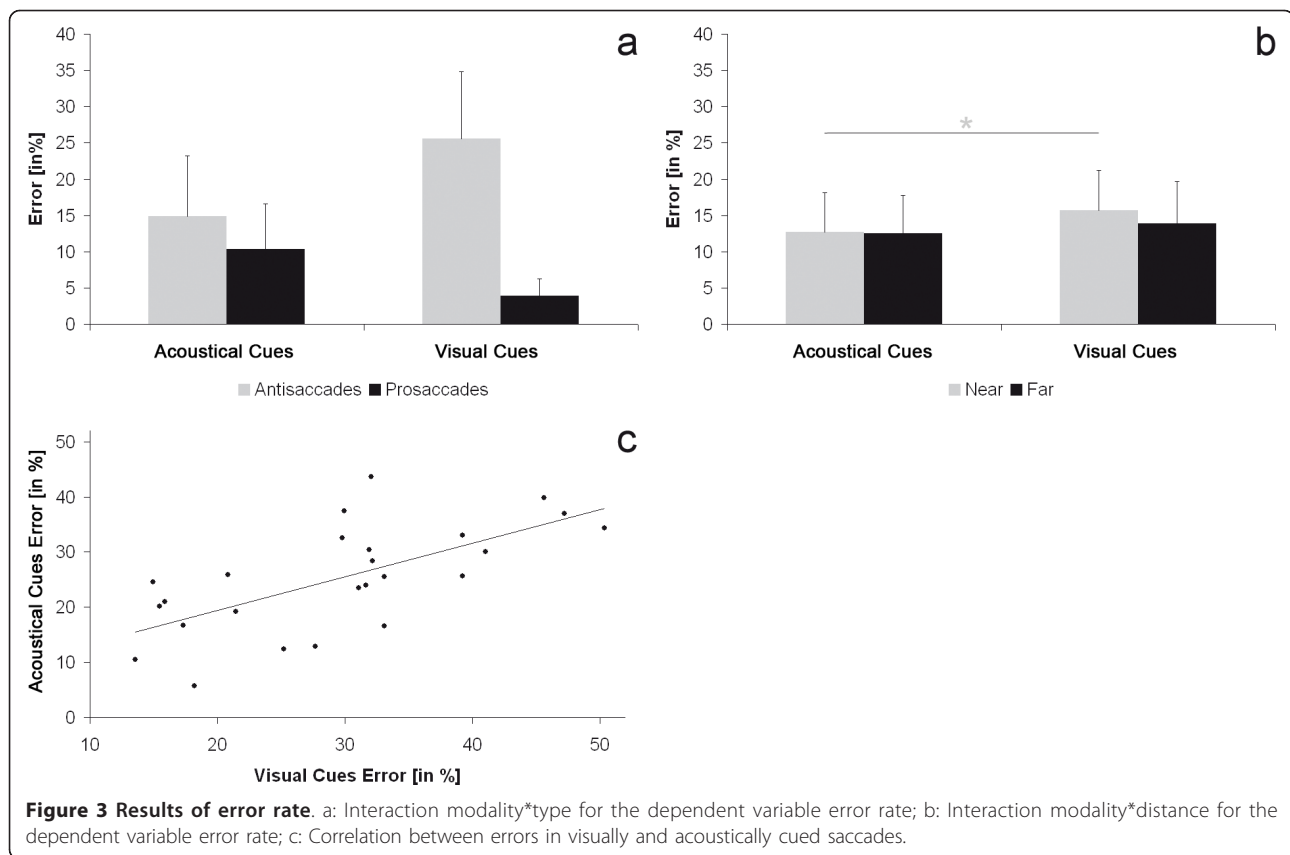 a
Error [in%]
40
35
30
25
20
15
10
5
0
Acoustical Cues Visual Cues
Antisaccades Prosaccades
b
Error [in %]
40
35
30
25
20
15
10
5
0
*
Acoustical Cues Visual Cues
Near Far
c
Acoustical Cues Error [in %]
50
40
30
20
10
0
10 20 30 40 50
Visual Cues Error [in %]
Figure 3 Results of error rate. a: Interaction modality*type for the dependent variable error rate; b: Interaction modality*distance for the
dependent variable error rate; c: Correlation between errors in visually and acoustically cued saccades.